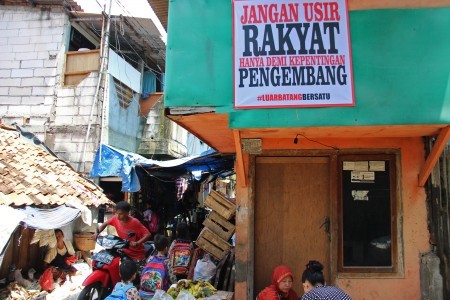 JANGAN USIR
RAKYAT
HANYA DEMI KEPENTINGAN
PENGEMBANG
#LUARBATANGBERSATU